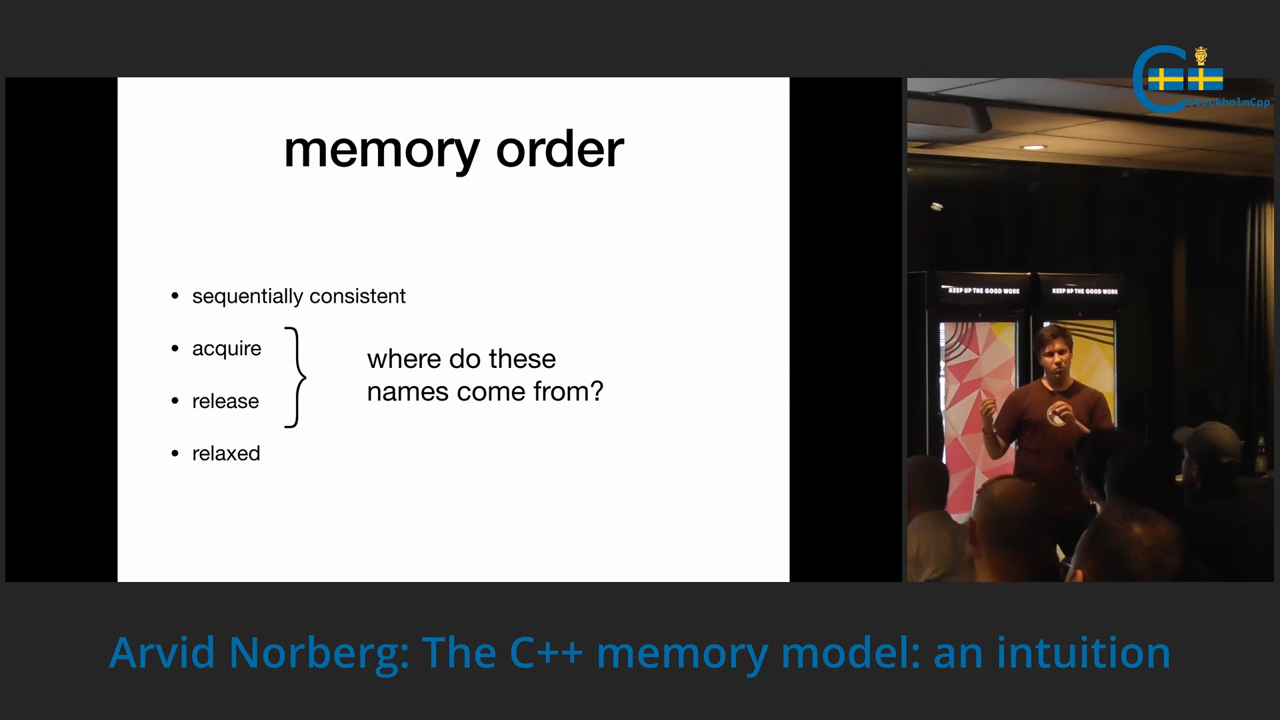 StockholmCpp
memory order
• sequentially consistent
• acquire
• release
• relaxed
where do these
names come from?
KEEP UP THE GOOD WORK
KEEP UP THE GOOD WORK
Arvid Norberg: The C++ memory model: an intuition